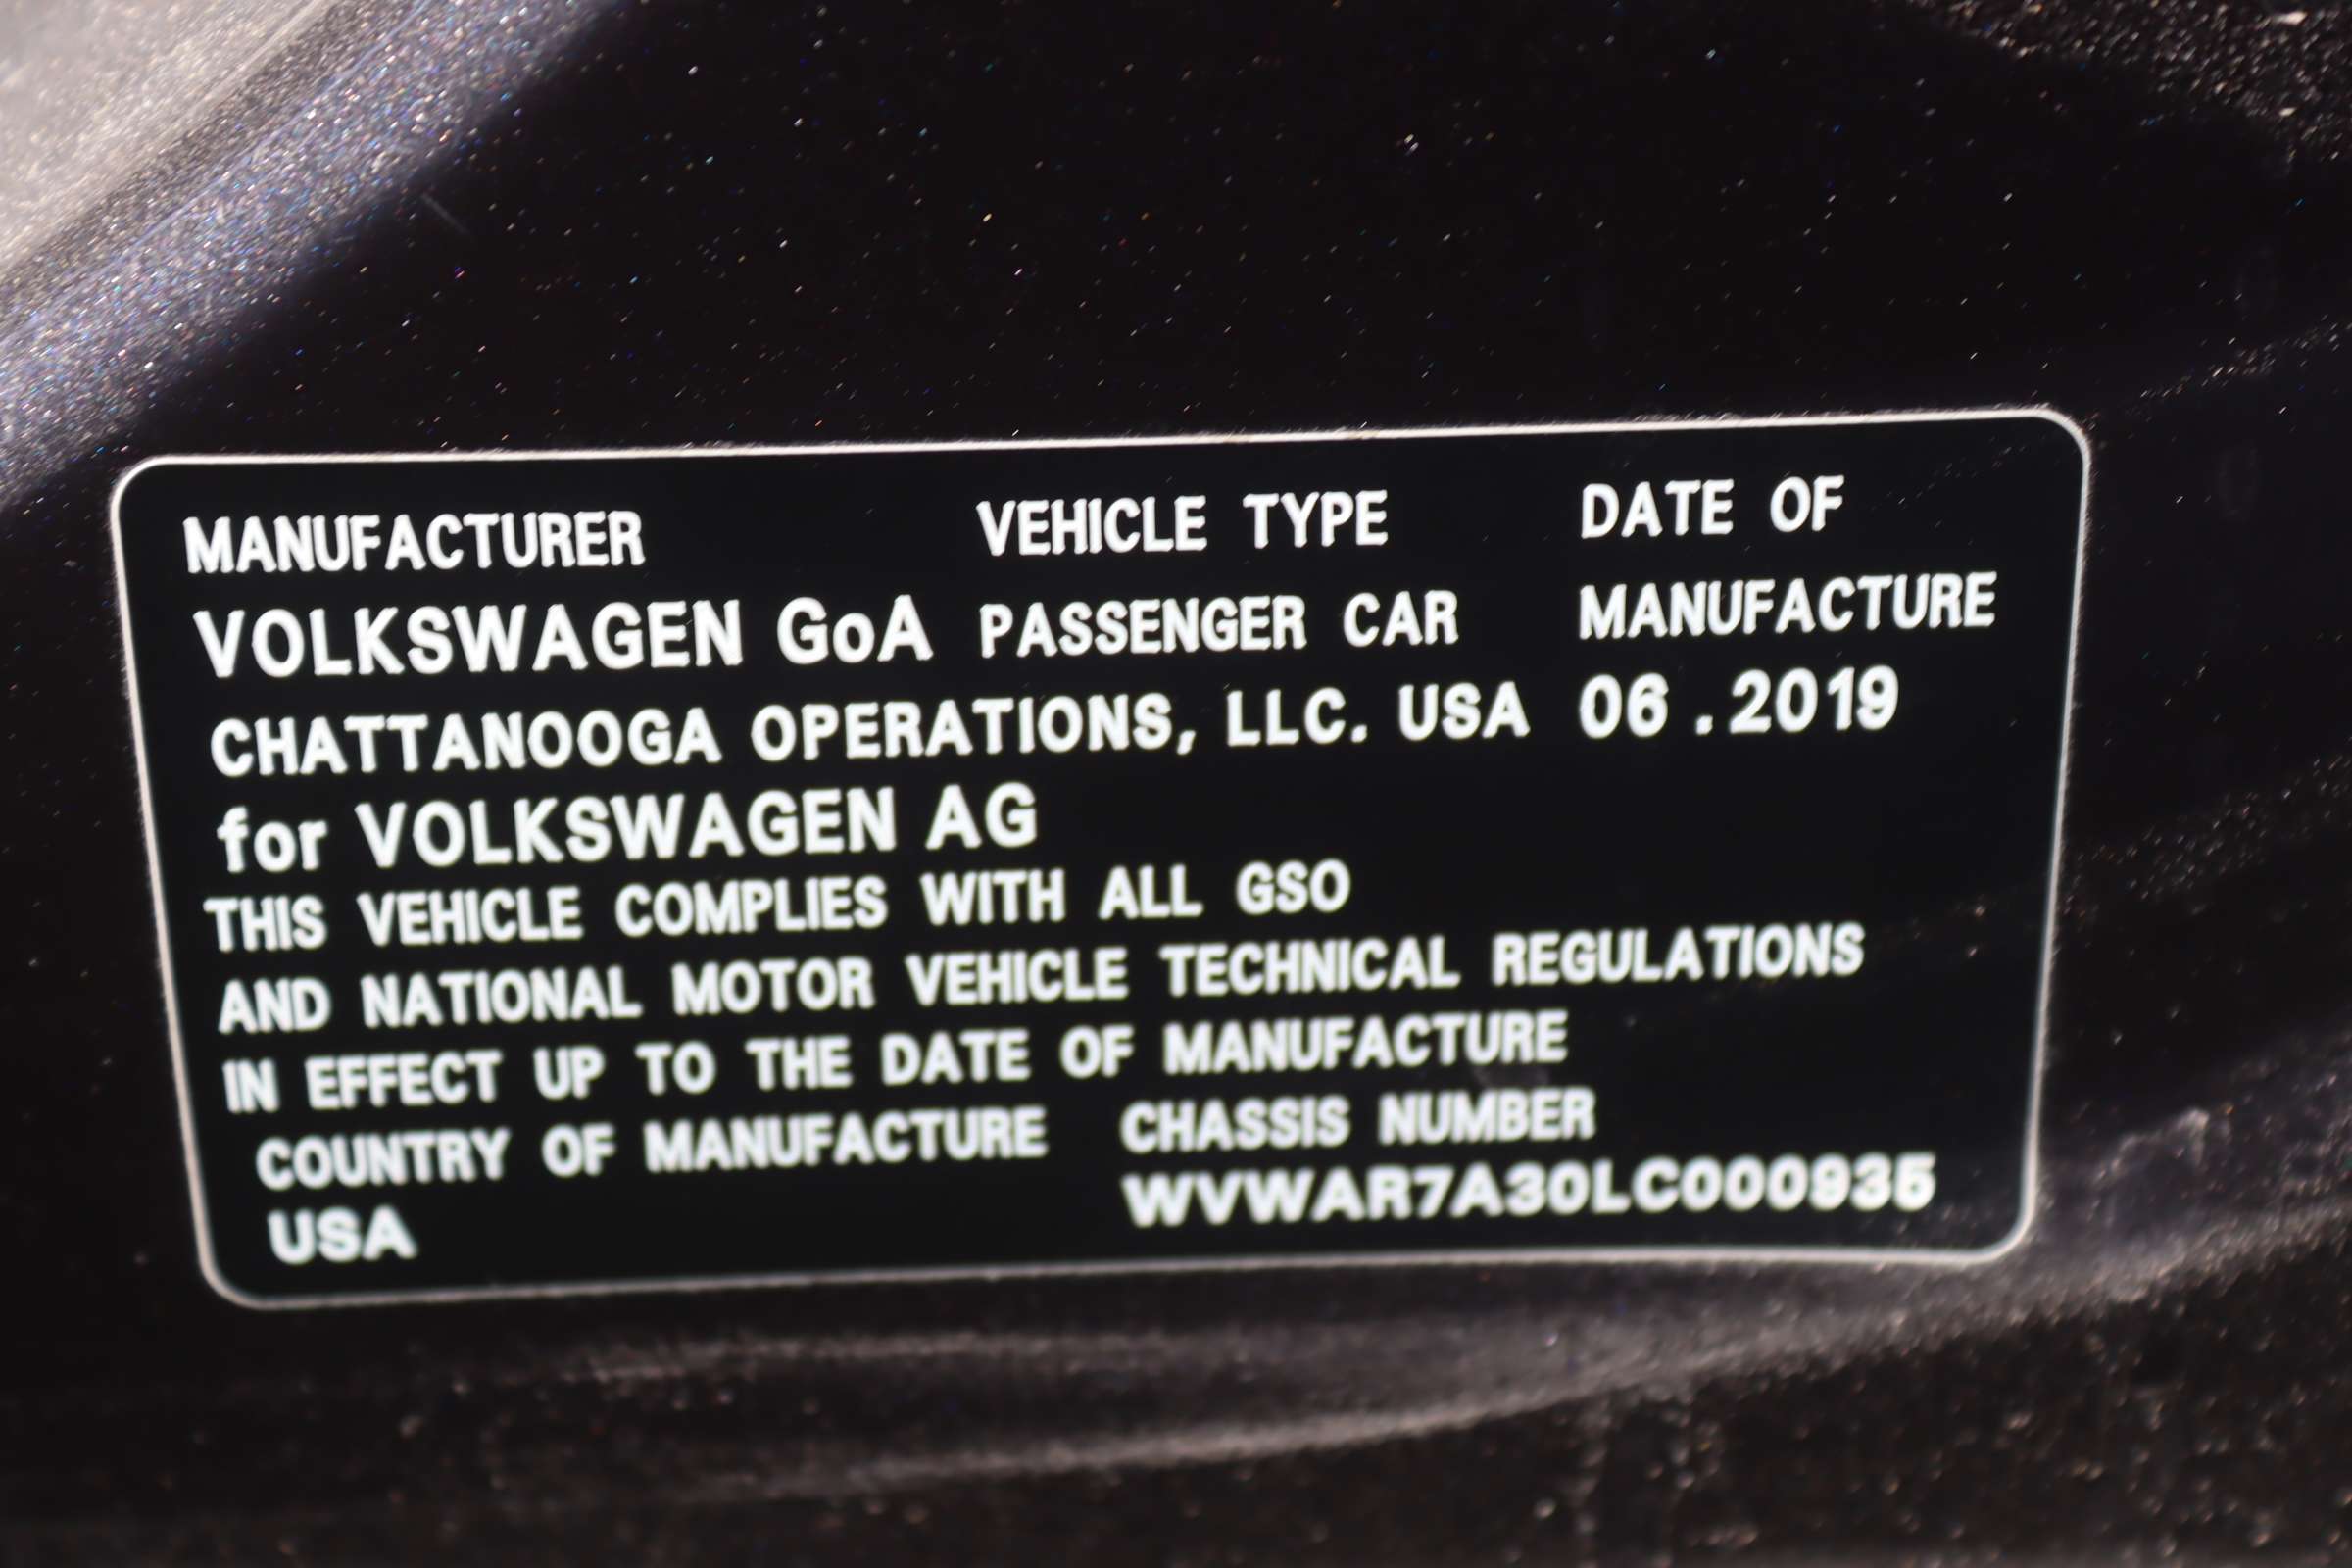 MANUFACTURER VEHICLE TYPE DATE OF
VOLKSWAGEN GoA PASSENGER CAR MANUFACTURE
CHATTANOOGA OPERATIONS, LLC. USA 06 . 2019
for VOLKSWAGEN AG
THIS VEHICLE COMPLIES WITH ALL GSO
AND NATIONAL MOTOR VEHICLE TECHNICAL REGULATIONS
IN EFFECT UP TO THE DATE OF MANUFACTURE
COUNTRY OF MANUFACTURE CHASSIS NUMBER
USA WVWAR7A30LC000935